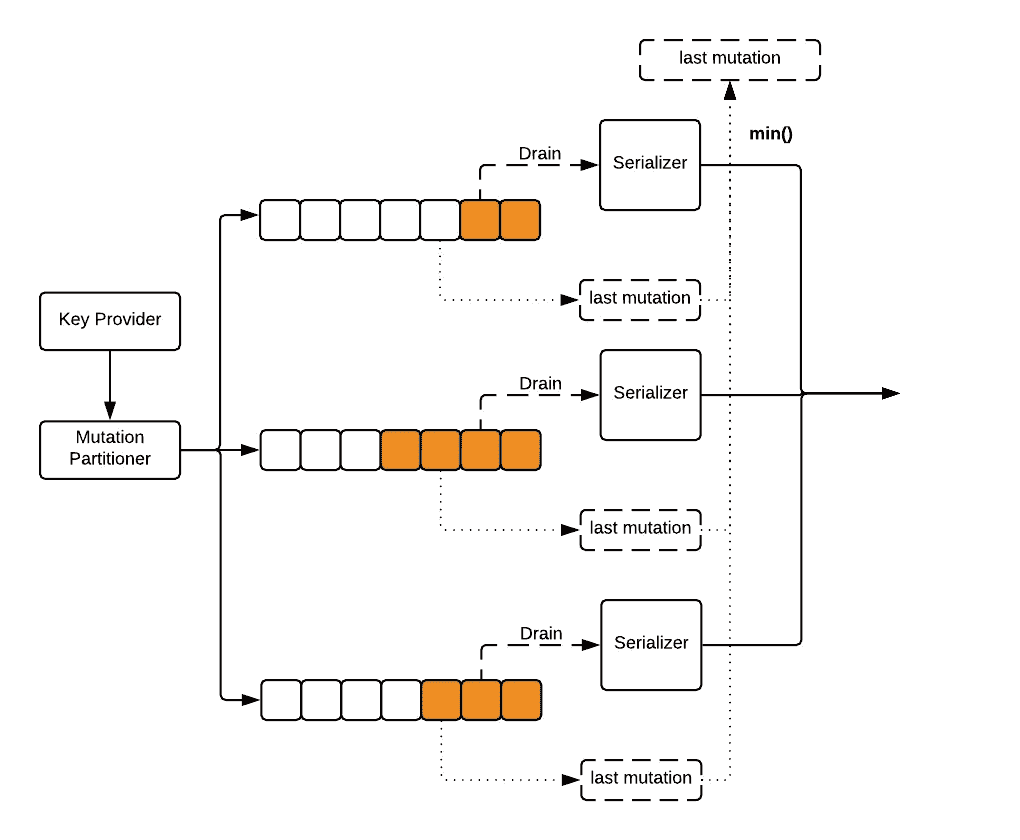 last mutation
min()
Drain
Serializer
last mutation
Key Provider
Mutation
Partitioner
Drain
Serializer
last mutation
Drain
Serializer
last mutation